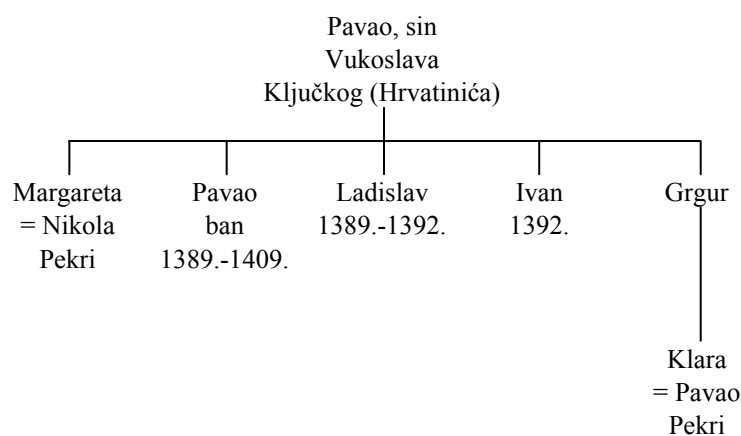 Pavao, sin
Vukoslava
Ključkog (Hrvatinića)
Margareta
= Nikola
Pekri
Pavao
ban
1389.-1409.
Ladislav
1389.-1392.
Ivan
1392.
Grgur
Klara
= Pavao
Pekri